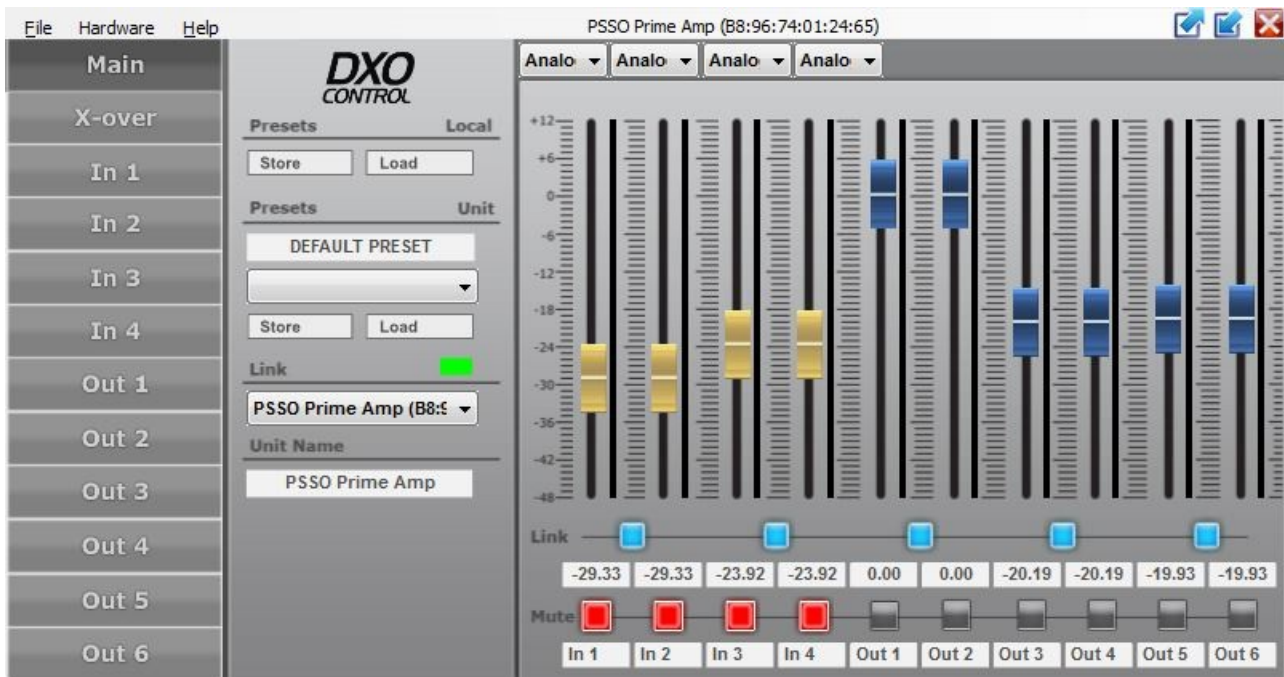 File Hardware Help PSSO Prime Amp (B8:96:74:01:24:65)
Main
X-over
In 1
In 2
In 3
In 4
Out 1
Out 2
Out 3
Out 4
Out 5
Out 6
DXO
CONTROL
Presets Local
Store Load
Presets Unit
DEFAULT PRESET
Store Load
Link
PSSO Prime Amp (B8:9
Unit Name
PSSO Prime Amp
Analo Analo Analo Analo
+12
+6
0
-6
-12
-18
-24
-30
-36
-42
-48
Link
-29.33 -29.33 -23.92 -23.92 0.00 0.00 -20.19 -20.19 -19.93 -19.93
Mute
In 1 In 2 In 3 In 4 Out 1 Out 2 Out 3 Out 4 Out 5 Out 6